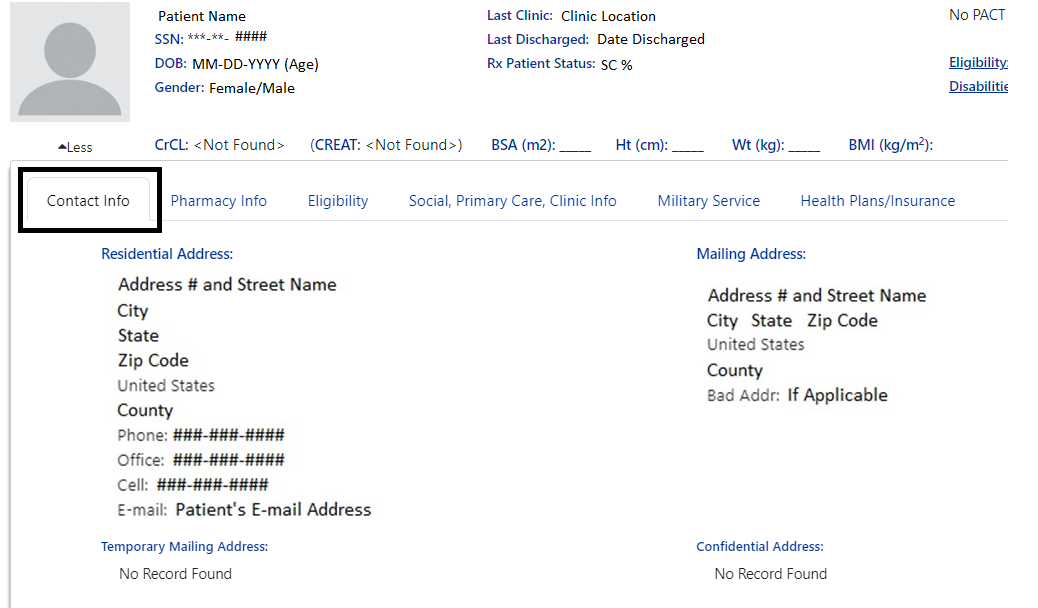 Patient Name
SSN: ***-**- ####
DOB: MM-DD-YYYY (Age)
Gender: Female/Male
Last Clinic: Clinic Location
Last Discharged: Date Discharged
Rx Patient Status: SC %
No PACT
Eligibility:
Disabilitie
Less
CrCL: <Not Found> (CREAT: <Not Found>) BSA (m2): ____ Ht (cm): ____ Wt (kg): ____ BMI (kg/m²):
Contact Info Pharmacy Info Eligibility Social, Primary Care, Clinic Info Military Service Health Plans/Insurance
Residential Address:
Address # and Street Name
City
State
Zip Code
United States
County
Phone: ###-###-####
Office: ###-###-####
Cell: ###-###-####
E-mail: Patient's E-mail Address
Mailing Address:
Address # and Street Name
City State Zip Code
United States
County
Bad Addr: If Applicable
Temporary Mailing Address:
No Record Found
Confidential Address:
No Record Found